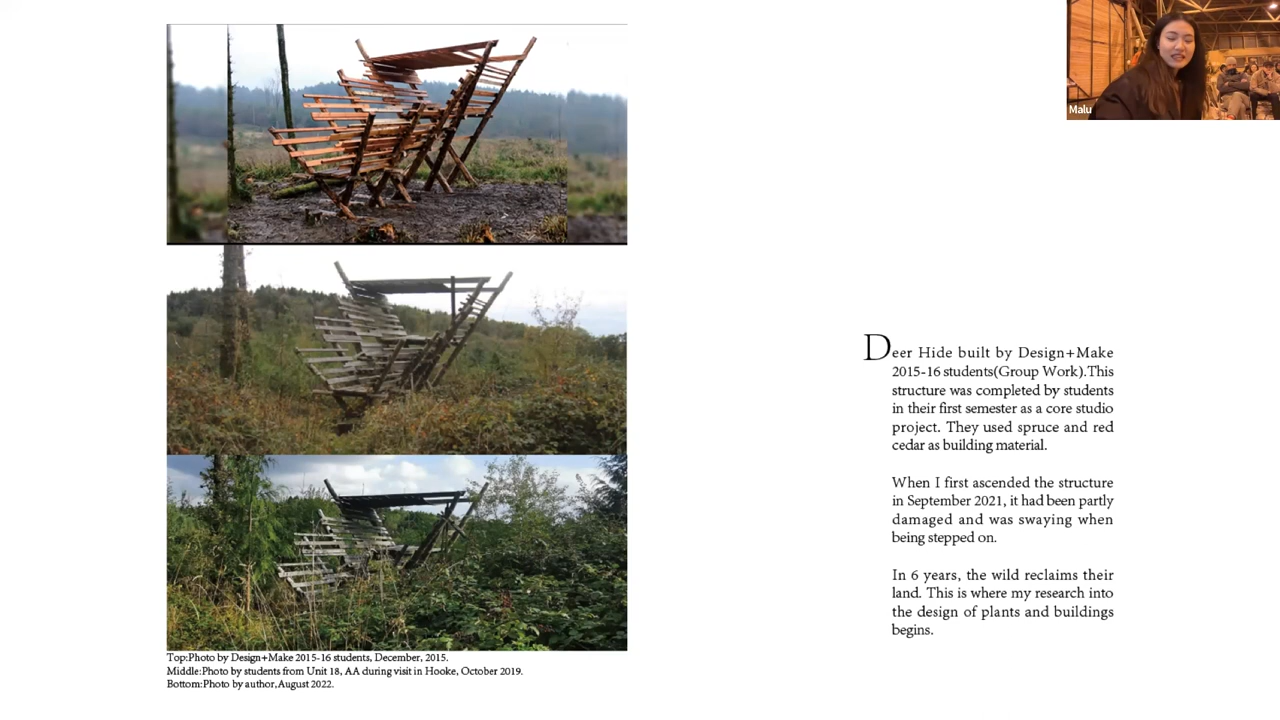 Malu
Deer Hide built by Design+Make
2015-16 students(Group Work).This
structure was completed by students
in their first semester as a core studio
project. They used spruce and red
cedar as building material.
When I first ascended the structure
in September 2021, it had been partly
damaged and was swaying when
being stepped on.
In 6 years, the wild reclaims their
land. This is where my research into
the design of plants and buildings
begins.
Top:Photo by Design+Make 2015-16 students, December, 2015.
Middle:Photo by students from Unit 18, AA during visit in Hooke, October 2019.
Bottom:Photo by author,August 2022.